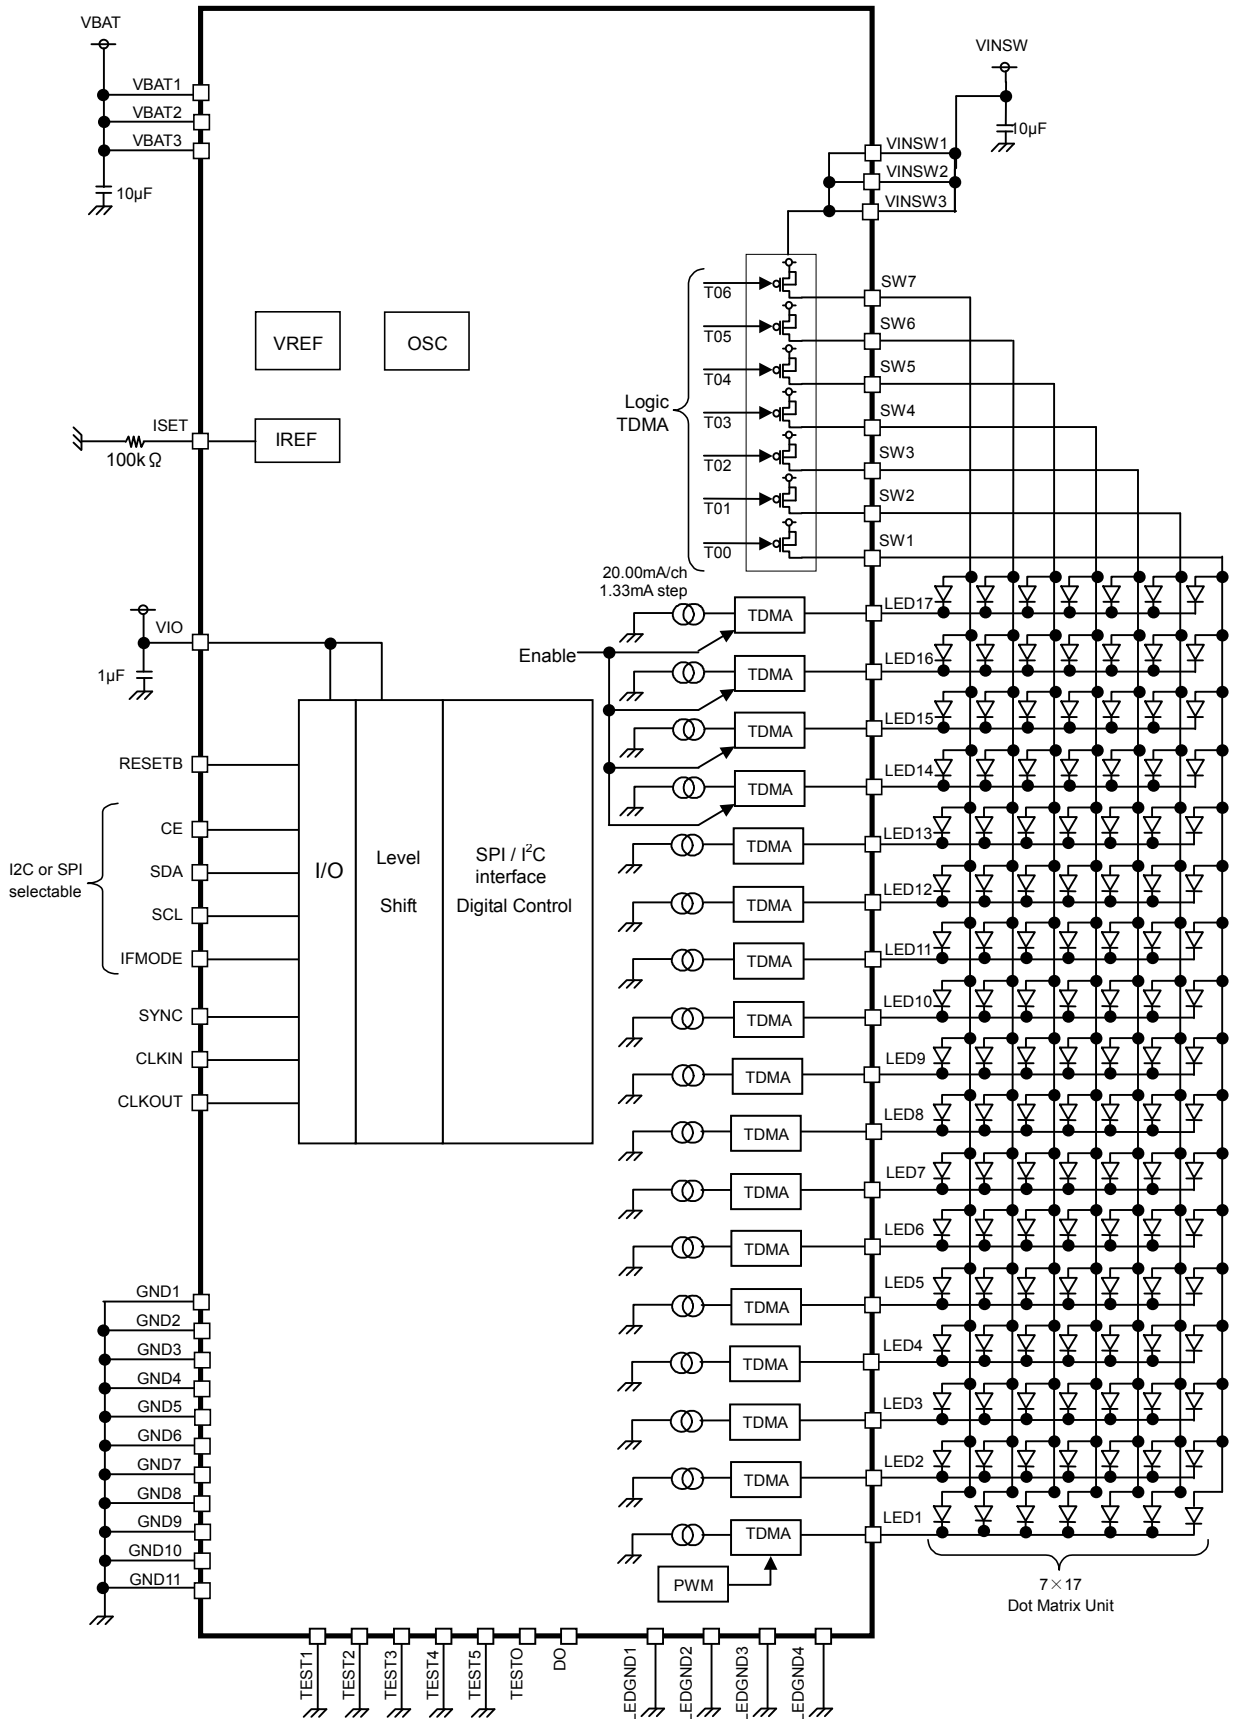 VBAT
VBAT1
VBAT2
VBAT3
10µF
VINSW
10µF
VINSW1
VINSW2
VINSW3
VREF
OSC
ISET
100kΩ
IREF
Logic
TDMA
T06
T05
T04
T03
T02
T01
T00
SW7
SW6
SW5
SW4
SW3
SW2
SW1
20.00mA/ch
1.33mA step
Enable
VIO
1µF
RESETB
I2C or SPI
selectable
CE
SDA
SCL
IFMODE
SYNC
CLKIN
CLKOUT
I/O
Level
Shift
SPI / I²C
interface
Digital Control
TDMA
LED17
TDMA
LED16
TDMA
LED15
TDMA
LED14
TDMA
LED13
TDMA
LED12
TDMA
LED11
TDMA
LED10
TDMA
LED9
TDMA
LED8
TDMA
LED7
TDMA
LED6
TDMA
LED5
TDMA
LED4
TDMA
LED3
TDMA
LED2
TDMA
LED1
PWM
7×17
Dot Matrix Unit
GND1
GND2
GND3
GND4
GND5
GND6
GND7
GND8
GND9
GND10
GND11
TEST1
TEST2
TEST3
TEST4
TEST5
TESTO
DO
EDGND1
EDGND2
EDGND3
EDGND4